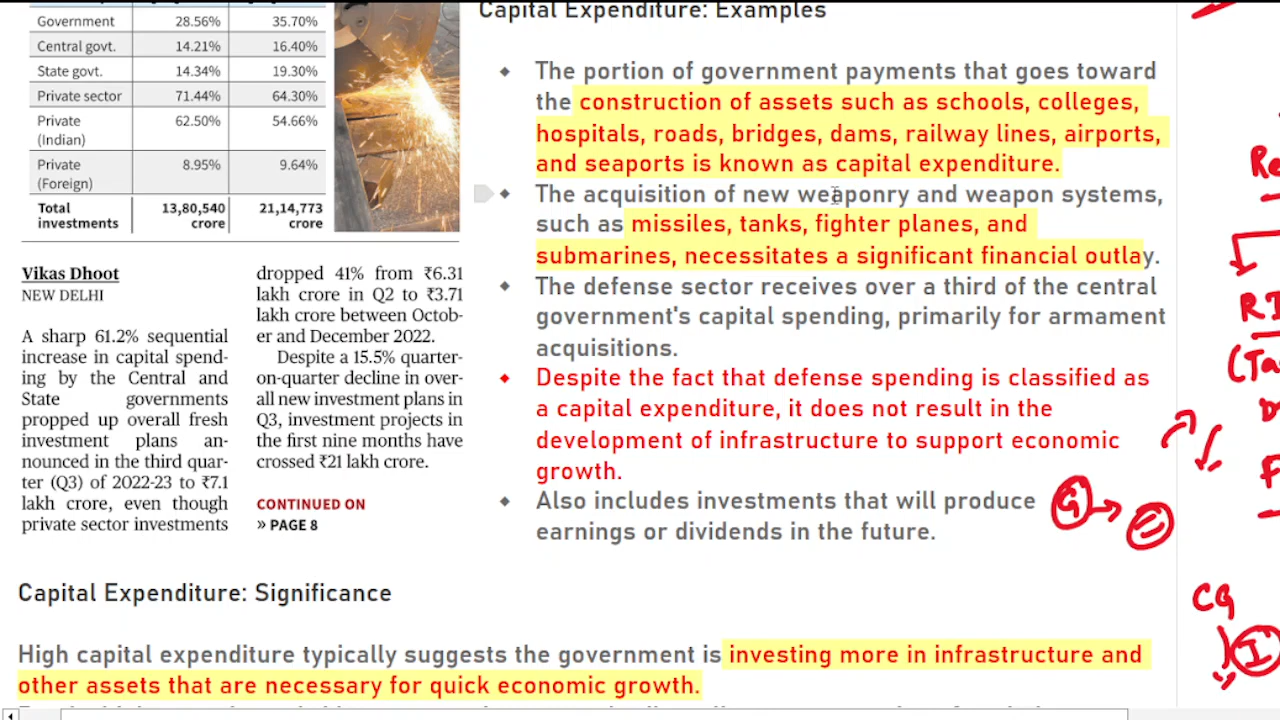 Government 28.56% 35.70%
Central govt. 14.21% 16.40%
State govt. 14.34% 19.30%
Private sector 71.44% 64.30%
Private 62.50% 54.66%
(Indian)
Private 8.95% 9.64%
(Foreign)
Total 13,80,540 21,14,773
investments crore crore
Vikas Dhoot
NEW DELHI
A sharp 61.2% sequential
increase in capital spend-
ing by the Central and
State governments
propped up overall fresh
investment plans an-
nounced in the third quar-
ter (Q3) of 2022-23 to ₹7.1
lakh crore, even though
private sector investments
dropped 41% from ₹6.31
lakh crore in Q2 to ₹3.71
lakh crore between Octob-
er and December 2022.
Despite a 15.5% quarter-
on-quarter decline in over-
all new investment plans in
Q3, investment projects in
the first nine months have
crossed ₹21 lakh crore.
CONTINUED ON
» PAGE 8
Capital Expenditure: Examples
The portion of government payments that goes toward
the construction of assets such as schools, colleges,
hospitals, roads, bridges, dams, railway lines, airports,
and seaports is known as capital expenditure.
The acquisition of new weaponry and weapon systems,
such as missiles, tanks, fighter planes, and
submarines, necessitates a significant financial outlay.
The defense sector receives over a third of the central
government's capital spending, primarily for armament
acquisitions.
Despite the fact that defense spending is classified as
a capital expenditure, it does not result in the
development of infrastructure to support economic
growth.
Also includes investments that will produce
earnings or dividends in the future.
Capital Expenditure: Significance
High capital expenditure typically suggests the government is investing more in infrastructure and
other assets that are necessary for quick economic growth.
Re
RI
(Ta
D
F
G
CG
I